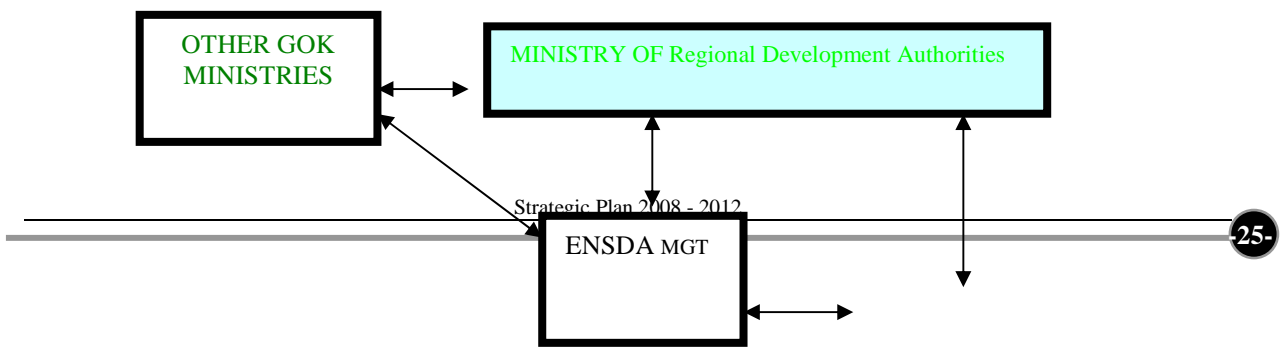 OTHER GOK
MINISTRIES
MINISTRY OF Regional Development Authorities
Strategic Plan 2008 - 2012
ENSDA MGT
-25-